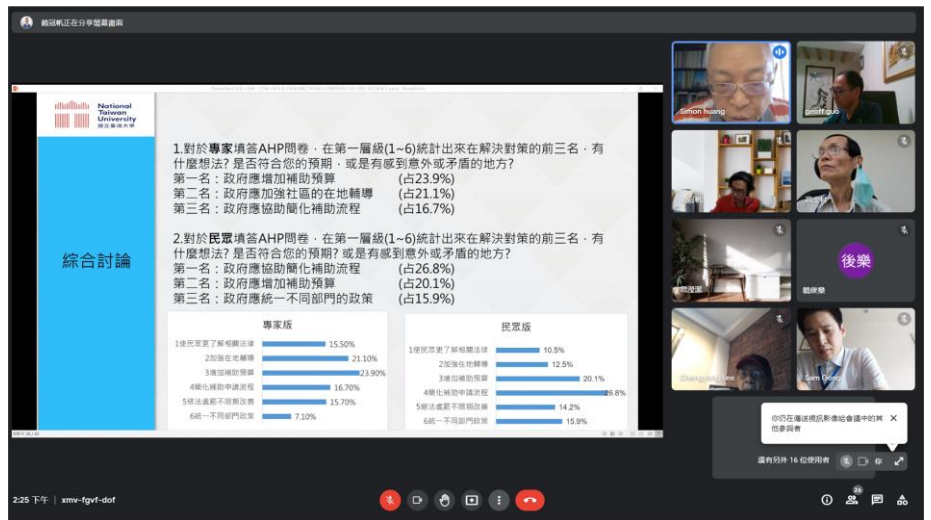 正在分享螢幕畫面
National
Taiwan
University
國立臺灣大學
綜合討論
1.對於專家填答AHP問卷，在第一層級(1~6)統計出來在解決對策的前三名，有
什麼想法? 是否符合您的預期，或是有感到意外或矛盾的地方?
第一名：政府應增加補助預算 (占23.9%)
第二名：政府應加強社區的在地輔導 (占21.1%)
第三名：政府應協助簡化補助流程 (占16.7%)
2.對於民眾填答AHP問卷，在第一層級(1~6)統計出來在解決對策的前三名，有
什麼想法? 是否符合您的預期? 或是有感到意外或矛盾的地方?
第一名：政府應協助簡化補助流程 (占26.8%)
第二名：政府應增加補助預算 (占20.1%)
第三名：政府應統一不同部門的政策 (占15.9%)
專家版
1使民眾更了解相關法律 15.50%
2加強在地輔導 21.10%
3增加補助預算 23.90%
4簡化補助申請流程 16.70%
5修法處罰不限期改善 15.70%
6統一不同部門政策 7.10%
民眾版
1使民眾更了解相關法律 10.5%
2加強在地輔導 12.5%
3增加補助預算 20.1%
4簡化補助申請流程 26.8%
5修法處罰不限期改善 14.2%
6統一不同部門政策 15.9%
Simon huang
geoff guo
後樂
Sam Gong
你仍在傳送視訊影像給會議中的其
他參與者
還有另外 16 位使用者
你
2:25 下午 | xmv-fgvf-dof
26